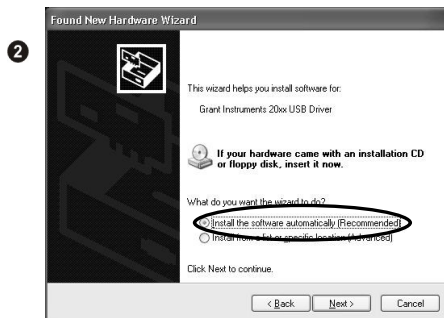 Found New Hardware Wizard
2
This wizard helps you install software for:
Grant Instruments 20xx USB Driver
If your hardware came with an installation CD
or floppy disk, insert it now.
What do you want the wizard to do?
Install the software automatically (Recommended)
Install from a list or specific location (Advanced)
Click Next to continue.
< Back Next > Cancel